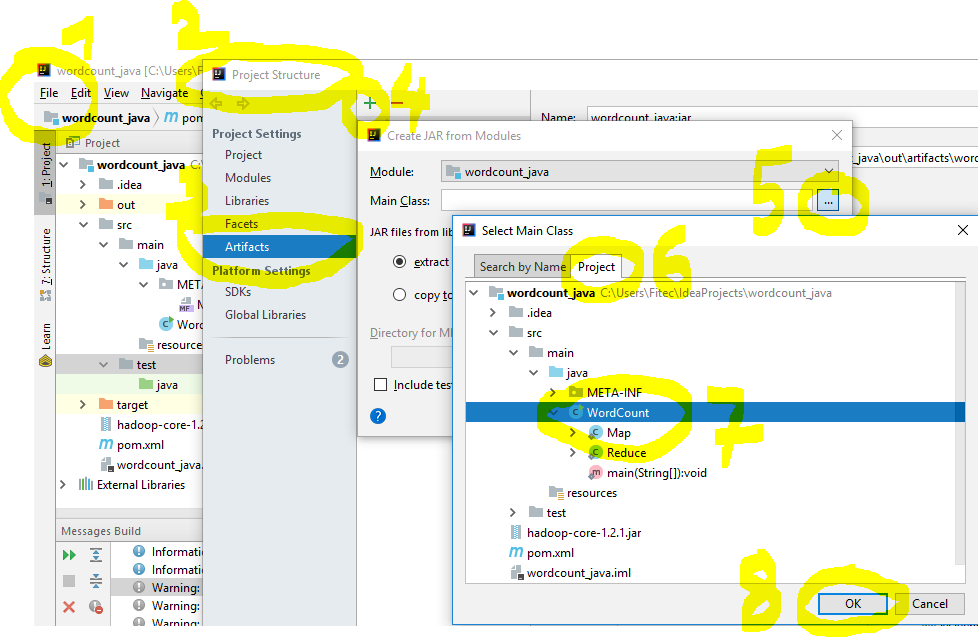 1
2
wordcount_java [C:\Users\F
Project Structure
File Edit View Navigate
4
wordcount_java
pom
Name: wordcount_java:jar
Create JAR from Modules
Project
Project Settings
1: Project
wordcount_java C:
Project
Module: wordcount_java
_java\out\artifacts\wordc
.idea
Modules
3
5
out
Libraries
Main Class: ...
src
Facets
Select Main Class
main
Artifacts
JAR files from lib
java
Platform Settings
extract
Search by Name Project
6
7: Structure
META
SDKs
copy to
wordcount_java C:\Users\Fitec\IdeaProjects\wordcount_java
MF
Global Libraries
.idea
Word
Directory for M
src
Learn
resource
main
test
Problems 2
java
java
Include test
META-INF
target
WordCount
7
hadoop-core-1.2
?
Map
pom.xml
Reduce
wordcount_java.
main(String[]):void
External Libraries
resources
test
Messages Build
hadoop-core-1.2.1.jar
Informati
pom.xml
Informati
wordcount_java.iml
Warning:
8
Warning:
OK Cancel
Warning: